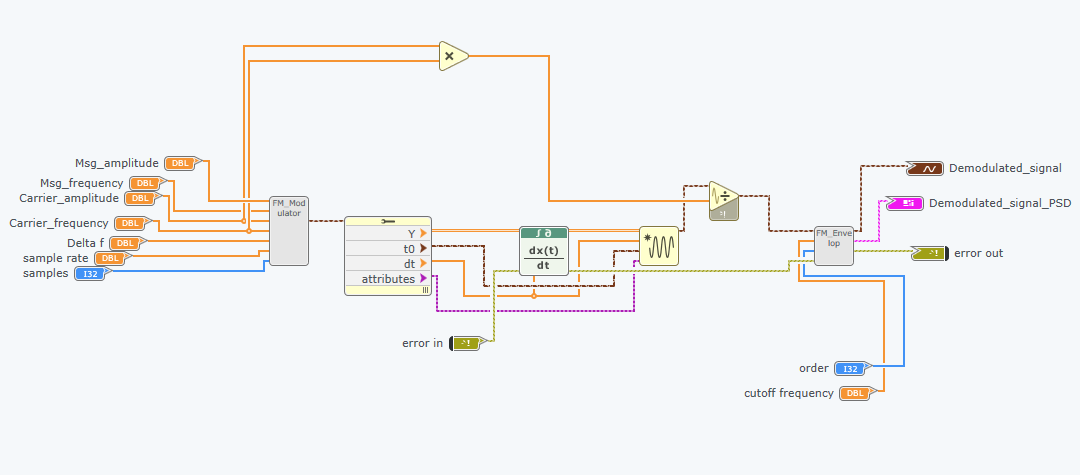 ×
Msg_amplitude DBL
Msg_frequency DBL
Carrier_amplitude DBL
Carrier_frequency DBL
Delta f DBL
sample rate DBL
samples I32
FM_Mod
ulator
Y
t0
dt
attributes
∫ ∂
dx(t)
dt
*
÷
!
FM_Enve
lop
Demodulated_signal
Demodulated_signal_PSD
! error out
error in !
order I32
cutoff frequency DBL